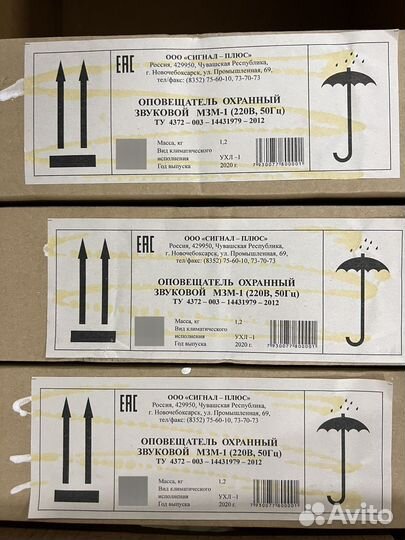 ЕАС
ООО «СИГНАЛ – ПЛЮС»
Россия, 429950, Чувашская Республика,
г. Новочебоксарск, ул. Промышленная, 69,
тел/факс: (8352) 75-60-10, 73-70-73
ОПОВЕЩАТЕЛЬ ОХРАННЫЙ
ЗВУКОВОЙ МЗМ-1 (220В, 50Гц)
ТУ 4372 – 003 – 14431979 – 2012
Масса, кг 1,2
Вид климатического
исполнения УХЛ –1
Год выпуска 2020 г.
7930077800001
ЕАС
ООО «СИГНАЛ – ПЛЮС»
Россия, 429950, Чувашская Республика,
г. Новочебоксарск, ул. Промышленная, 69,
тел/факс: (8352) 75-60-10, 73-70-73
ОПОВЕЩАТЕЛЬ ОХРАННЫЙ
ЗВУКОВОЙ МЗМ-1 (220В, 50Гц)
ТУ 4372 – 003 – 14431979 – 2012
Масса, кг 1,2
Вид климатического
исполнения УХЛ –1
Год выпуска 2020 г.
7930077800001
ЕАС
ООО «СИГНАЛ – ПЛЮС»
Россия, 429950, Чувашская Республика,
г. Новочебоксарск, ул. Промышленная, 69,
тел/факс: (8352) 75-60-10, 73-70-73
ОПОВЕЩАТЕЛЬ ОХРАННЫЙ
ЗВУКОВОЙ МЗМ-1 (220В, 50Гц)
ТУ 4372 – 003 – 14431979 – 2012
Масса, кг 1,2
Вид климатического
исполнения УХЛ –1
Год выпуска 2020 г.
7930077800001
Avito